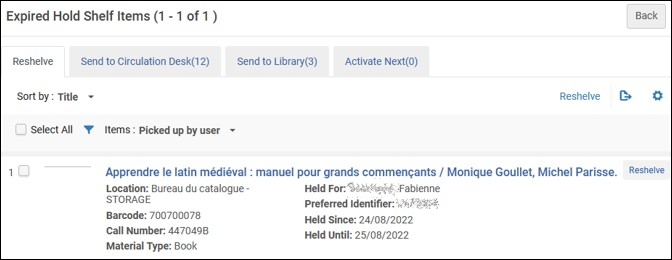 Expired Hold Shelf Items (1 - 1 of 1 )
Back
Reshelve
Send to Circulation Desk(12)
Send to Library(3)
Activate Next(0)
Sort by : Title
Reshelve
Select All
Items : Picked up by user
1
Apprendre le latin médiéval : manuel pour grands commençants / Monique Goullet, Michel Parisse.
Reshelve
Location: Bureau du catalogue -
STORAGE
Barcode: 700700078
Call Number: 447049B
Material Type: Book
Held For: Fabienne
Preferred Identifier:
Held Since: 24/08/2022
Held Until: 25/08/2022